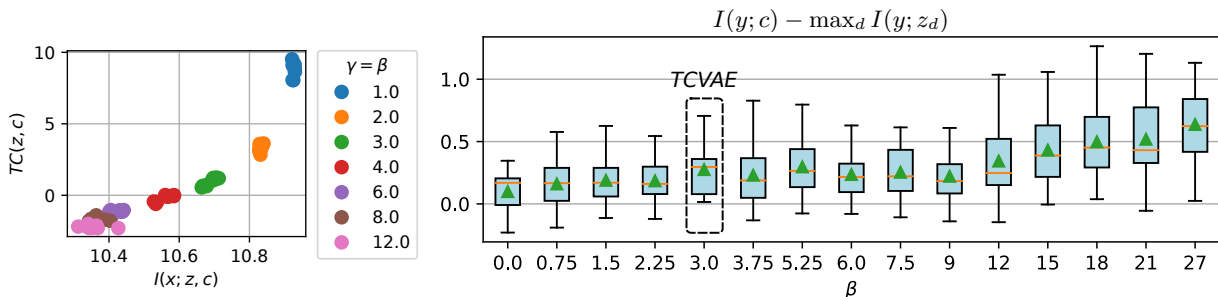 10
5
0
TC(z, c)
10.4 10.6 10.8
I(x; z, c)
γ = β
1.0
2.0
3.0
4.0
6.0
8.0
12.0
I(y; c) − max_d I(y; z_d)
TCVAE
1.0
0.5
0.0
0.0 0.75 1.5 2.25 3.0 3.75 5.25 6.0 7.5 9 12 15 18 21 27
β